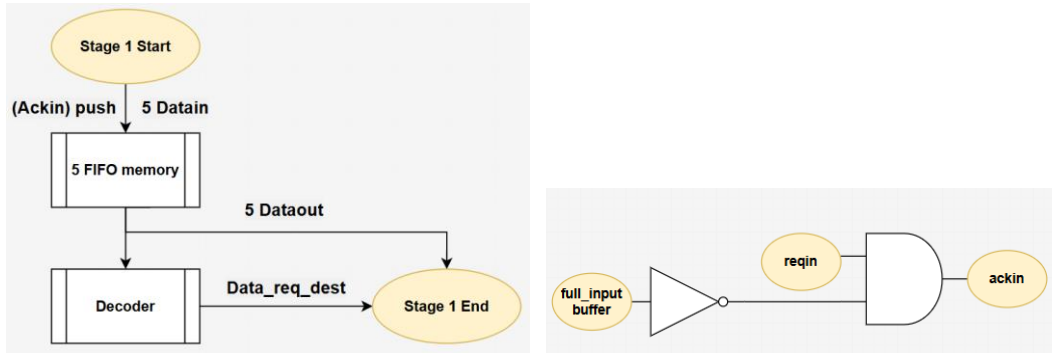 Stage 1 Start
(Ackin) push
5 Datain
5 FIFO memory
5 Dataout
Decoder
Data_req_dest
Stage 1 End
reqin
full_input
buffer
ackin